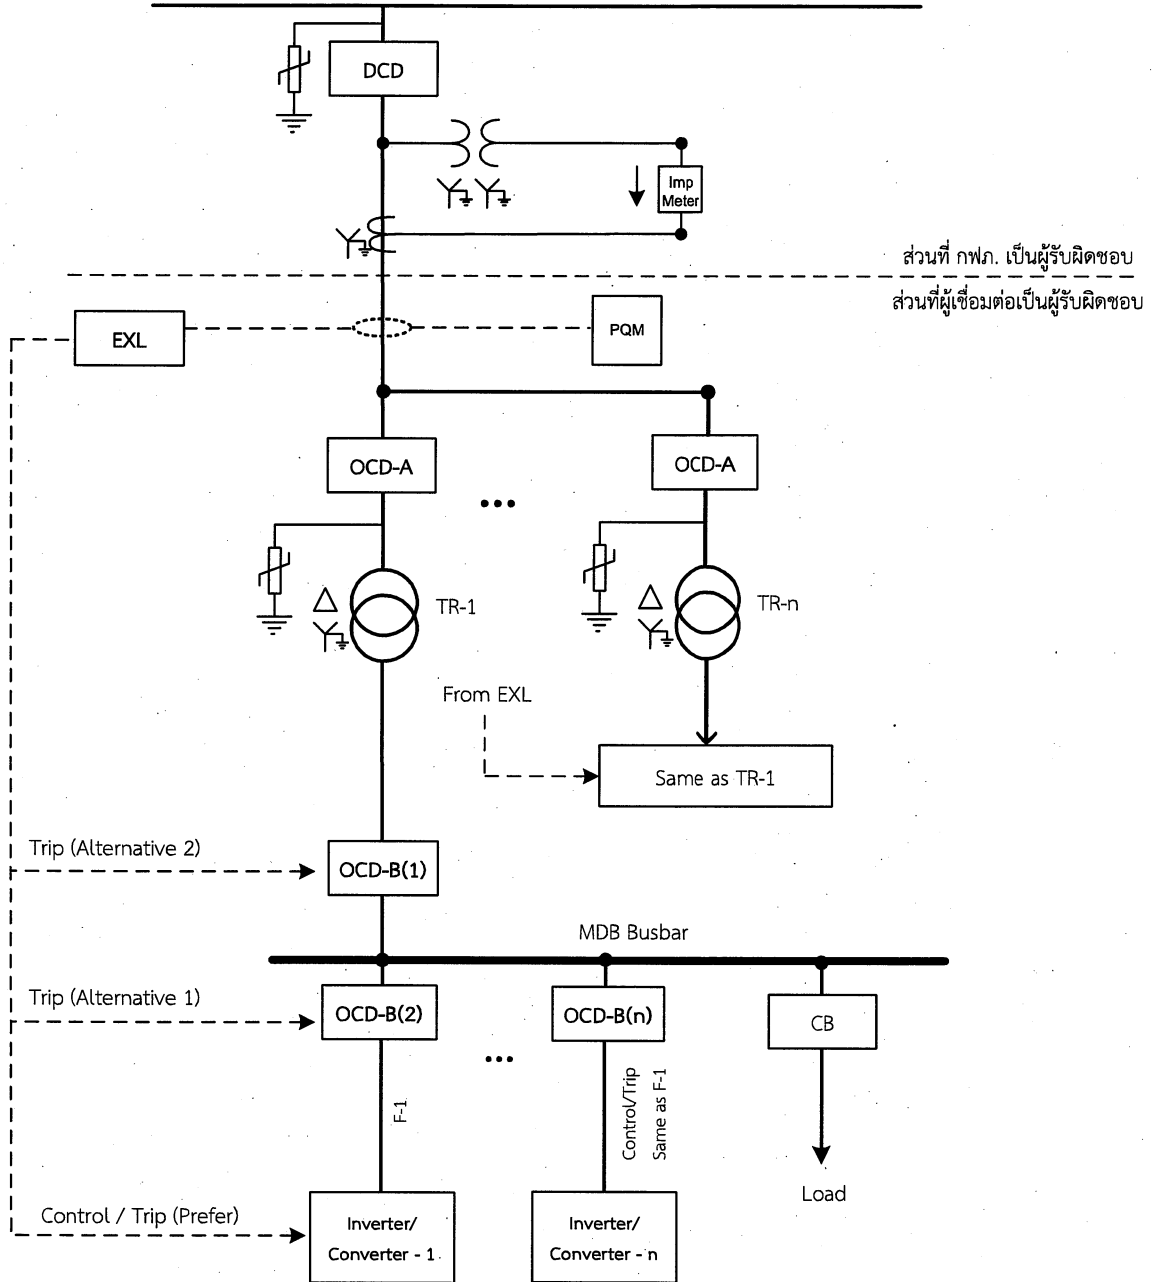 DCD
Imp
Meter
ส่วนที่ กฟภ. เป็นผู้รับผิดชอบ
ส่วนที่ผู้เชื่อมต่อเป็นผู้รับผิดชอบ
EXL
PQM
OCD-A
OCD-A
...
TR-1
TR-n
From EXL
Same as TR-1
Trip (Alternative 2)
OCD-B(1)
MDB Busbar
Trip (Alternative 1)
OCD-B(2)
OCD-B(n)
CB
...
F-1
Control/Trip
Same as F-1
Load
Control / Trip (Prefer)
Inverter/
Converter - 1
Inverter/
Converter - n